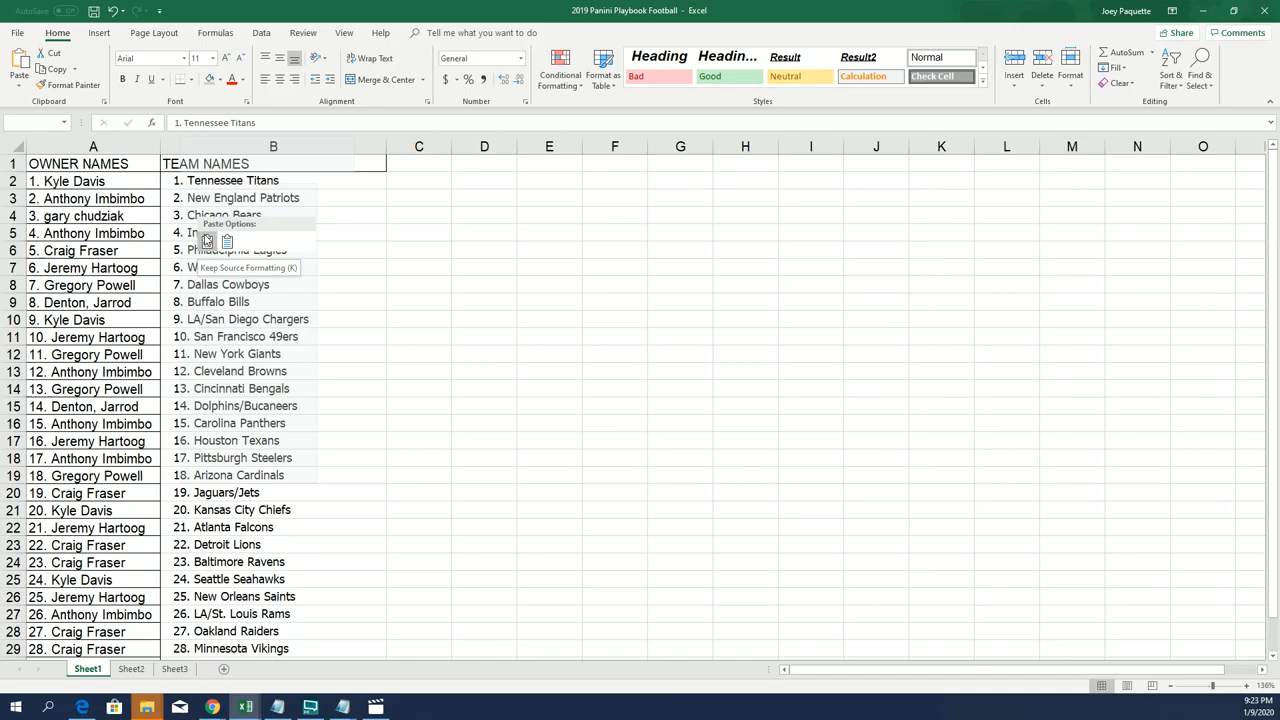 AutoSave Off
2019 Panini Playbook Football - Excel
Joey Paquette
File Home Insert Page Layout Formulas Data Review View Help Tell me what you want to do
Share Comments
Paste
Cut
Copy
Format Painter
Clipboard
Arial 11
B I U
Font
Wrap Text
Merge & Center
Alignment
General
$ % ,
Number
Conditional Formatting
Format as Table
Heading Headin... Result Result2 Normal
Bad Good Neutral Calculation Check Cell
Styles
Insert Delete Format
Cells
AutoSum
Fill
Clear
Sort & Filter
Find & Select
Editing
fx 1. Tennessee Titans
A B C D E F G H I J K L M N O
1 OWNER NAMES TEAM NAMES
2 1. Kyle Davis 1. Tennessee Titans
3 2. Anthony Imbimbo 2. New England Patriots
4 3. gary chudziak 3. Chicago Bears
Paste Options:
5 4. Anthony Imbimbo 4. In
6 5. Craig Fraser 5. Philadelphia Eagles
7 6. Jeremy Hartoog 6. W
Keep Source Formatting (K)
8 7. Gregory Powell 7. Dallas Cowboys
9 8. Denton, Jarrod 8. Buffalo Bills
10 9. Kyle Davis 9. LA/San Diego Chargers
11 10. Jeremy Hartoog 10. San Francisco 49ers
12 11. Gregory Powell 11. New York Giants
13 12. Anthony Imbimbo 12. Cleveland Browns
14 13. Gregory Powell 13. Cincinnati Bengals
15 14. Denton, Jarrod 14. Dolphins/Bucaneers
16 15. Anthony Imbimbo 15. Carolina Panthers
17 16. Jeremy Hartoog 16. Houston Texans
18 17. Anthony Imbimbo 17. Pittsburgh Steelers
19 18. Gregory Powell 18. Arizona Cardinals
20 19. Craig Fraser 19. Jaguars/Jets
21 20. Kyle Davis 20. Kansas City Chiefs
22 21. Jeremy Hartoog 21. Atlanta Falcons
23 22. Craig Fraser 22. Detroit Lions
24 23. Craig Fraser 23. Baltimore Ravens
25 24. Kyle Davis 24. Seattle Seahawks
26 25. Jeremy Hartoog 25. New Orleans Saints
27 26. Anthony Imbimbo 26. LA/St. Louis Rams
28 27. Craig Fraser 27. Oakland Raiders
29 28. Craig Fraser 28. Minnesota Vikings
Sheet1 Sheet2 Sheet3
136%
9:23 PM
1/9/2020